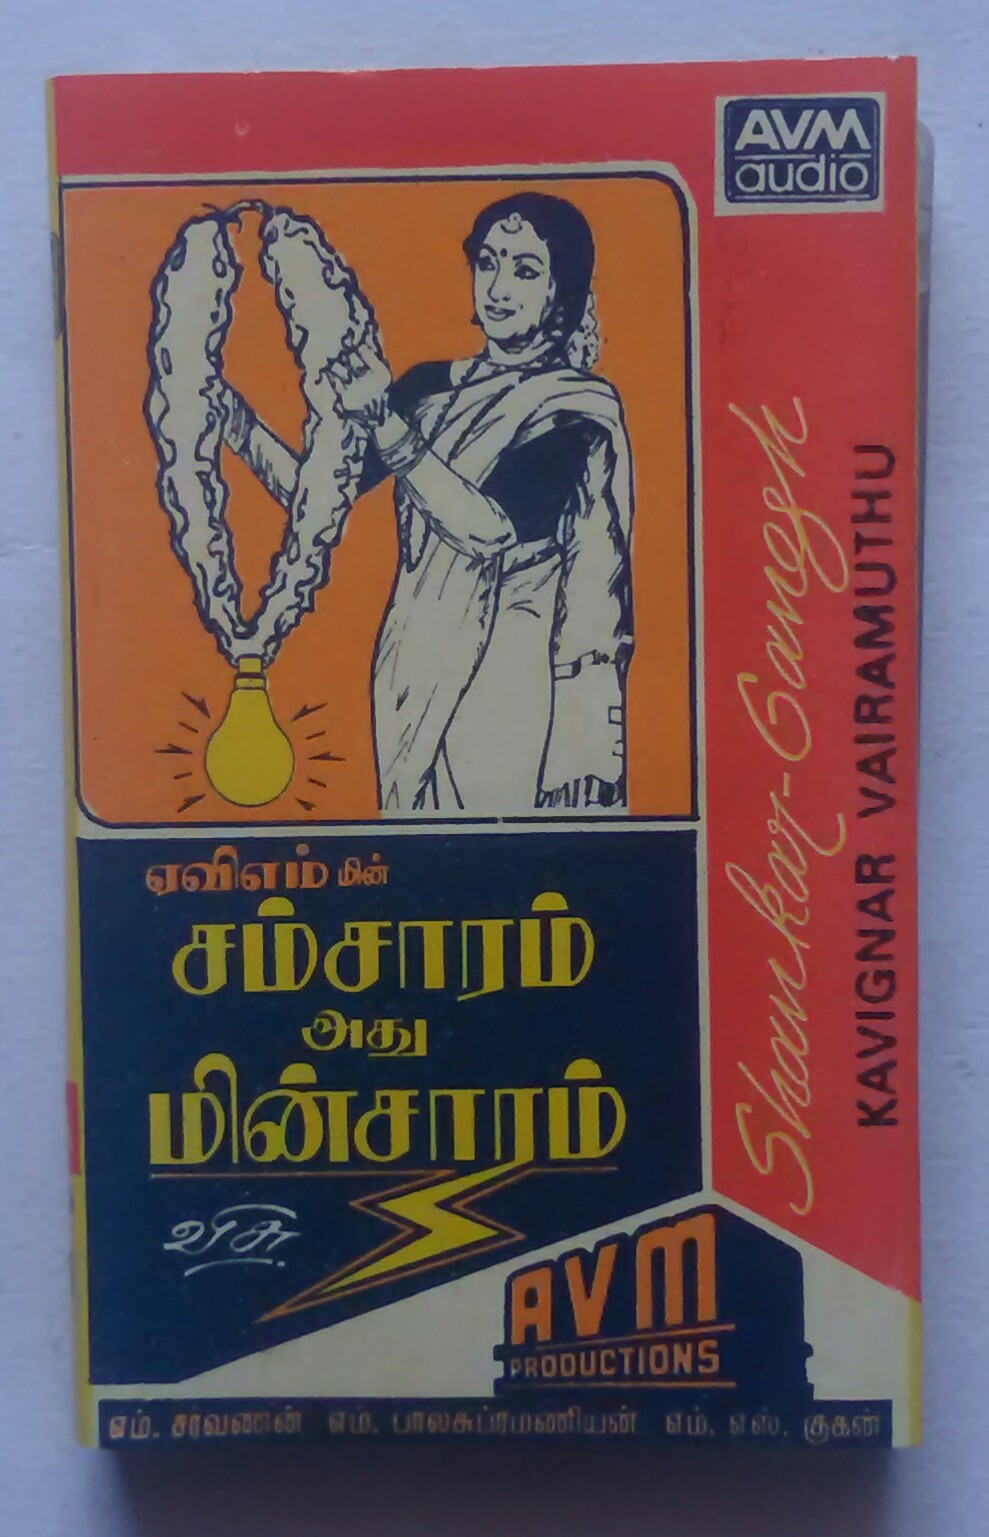 AVM
audio
ஏவிஎம் மின்
சம்சாரம்
அது
மின்சாரம்
விசு
Shankar-Ganesh
KAVIGNAR VAIRAMUTHU
AVM
PRODUCTIONS
எம். சரவணன் எம். பாலசுப்ரமணியன் எம். எஸ். குகன்